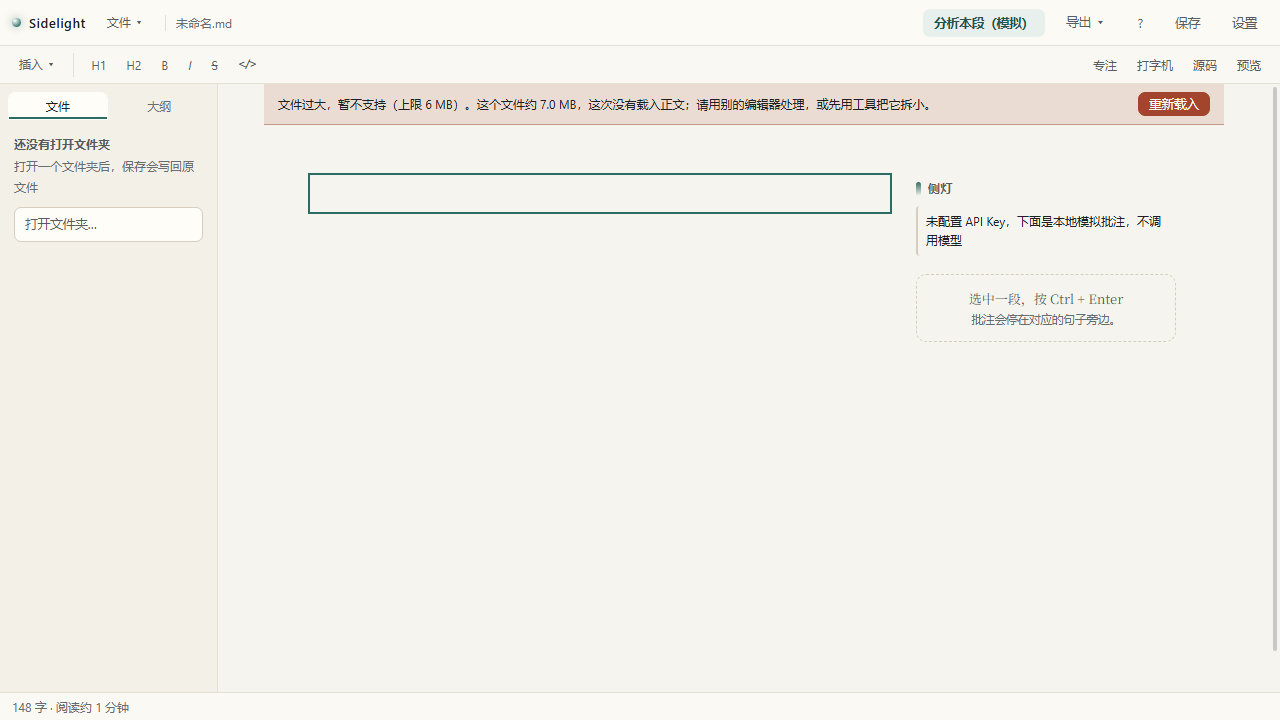 Sidelight 文件 ▾ 未命名.md 分析本段（模拟） 导出 ▾ ? 保存 设置
插入 ▾ H1 H2 B I S </> 专注 打字机 源码 预览
文件 大纲
文件过大，暂不支持（上限 6 MB）。这个文件约 7.0 MB，这次没有载入正文；请用别的编辑器处理，或先用工具把它拆小。 重新载入
还没有打开文件夹
打开一个文件夹后，保存会写回原
文件
打开文件夹...
侧灯
未配置 API Key，下面是本地模拟批注，不调
用模型
选中一段，按 Ctrl + Enter
批注会停在对应的句子旁边。
148 字 · 阅读约 1 分钟